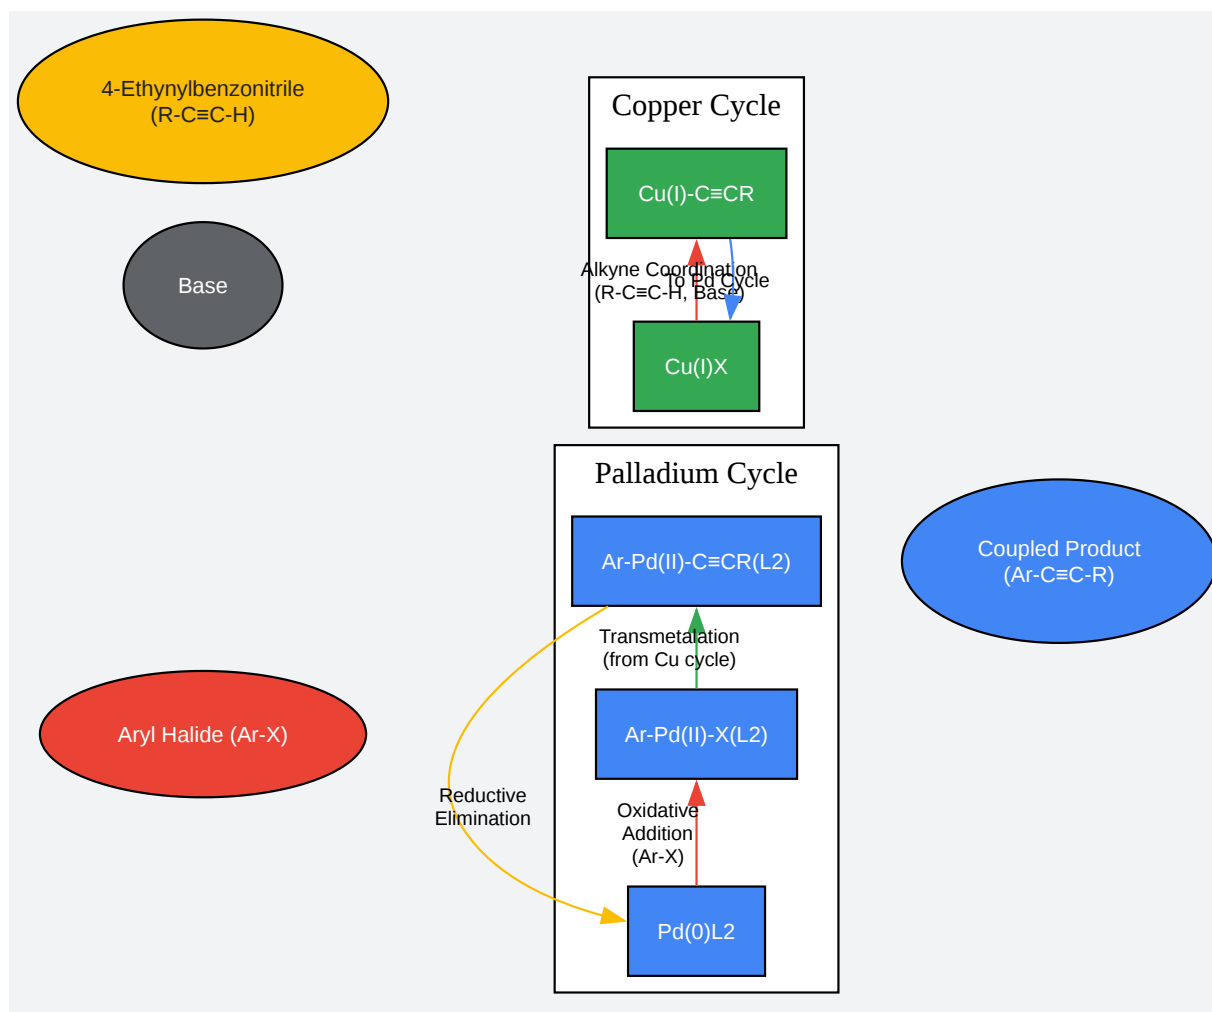 4-Ethynylbenzonitrile
(R-C≡C-H)
Base
Aryl Halide (Ar-X)
Copper Cycle
Cu(I)-C≡CR
Alkyne Coordination
(R-C≡C-H, Base)
To Pd Cycle
Cu(I)X
Palladium Cycle
Ar-Pd(II)-C≡CR(L2)
Transmetalation
(from Cu cycle)
Ar-Pd(II)-X(L2)
Reductive
Elimination
Oxidative
Addition
(Ar-X)
Pd(0)L2
Coupled Product
(Ar-C≡C-R)